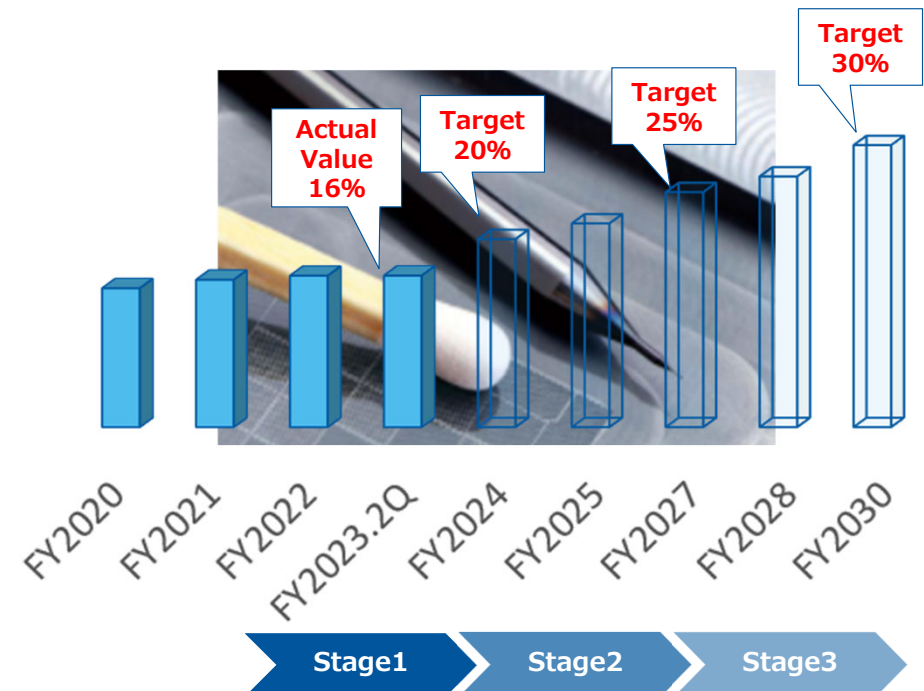 Target
30%
Target
25%
Target
20%
Actual
Value
16%
FY2020
FY2021
FY2022
FY2023.2Q
FY2024
FY2025
FY2027
FY2028
FY2030
Stage1
Stage2
Stage3